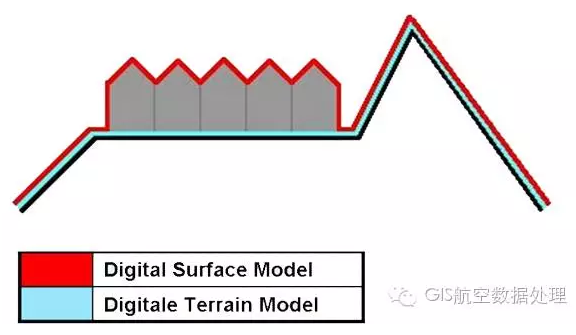 Digital Surface Model
Digitale Terrain Model
GIS航空数据处理